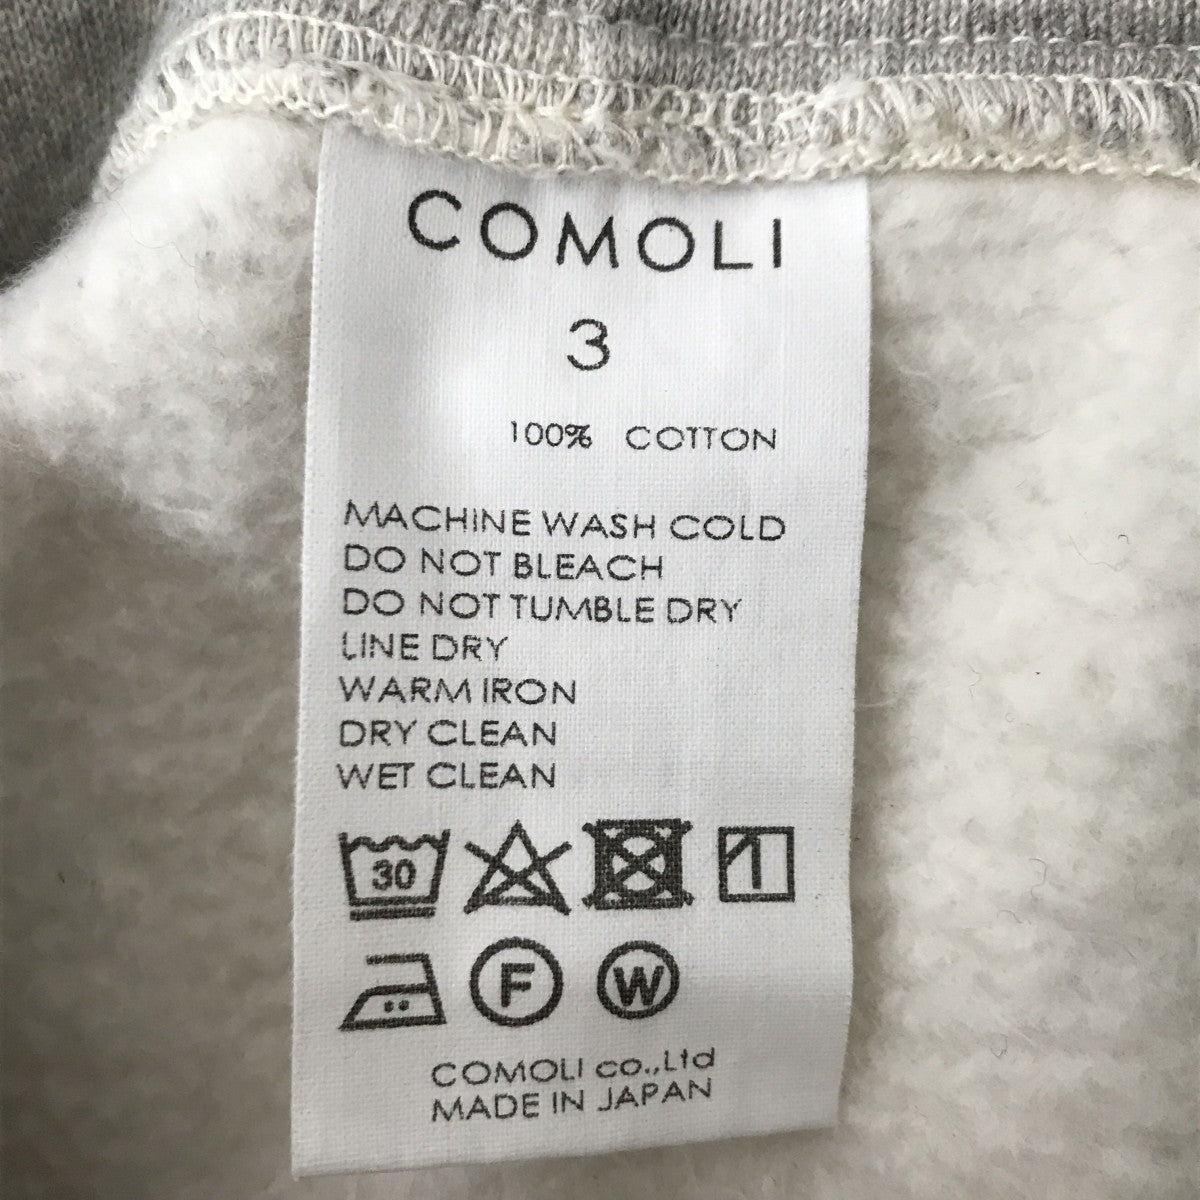 COMOLI
3
100% COTTON
MACHINE WASH COLD
DO NOT BLEACH
DO NOT TUMBLE DRY
LINE DRY
WARM IRON
DRY CLEAN
WET CLEAN
30
F W
COMOLI co.,Ltd
MADE IN JAPAN